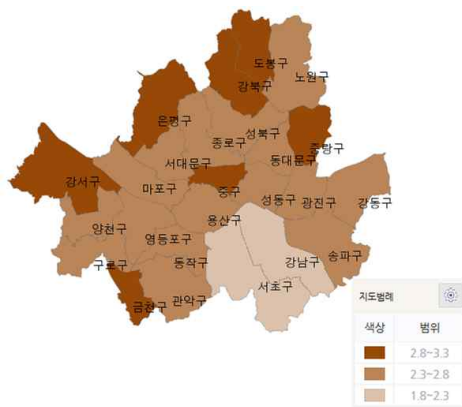 도봉구
노원구
강북구
은평구
성북구
종로구
중랑구
동대문구
서대문구
강서구
마포구
중구
성동구
광진구
강동구
용산구
양천구
영등포구
송파구
구로구
동작구
강남구
서초구
금천구
관악구
지도범례
색상 범위
2.8~3.3
2.3~2.8
1.8~2.3